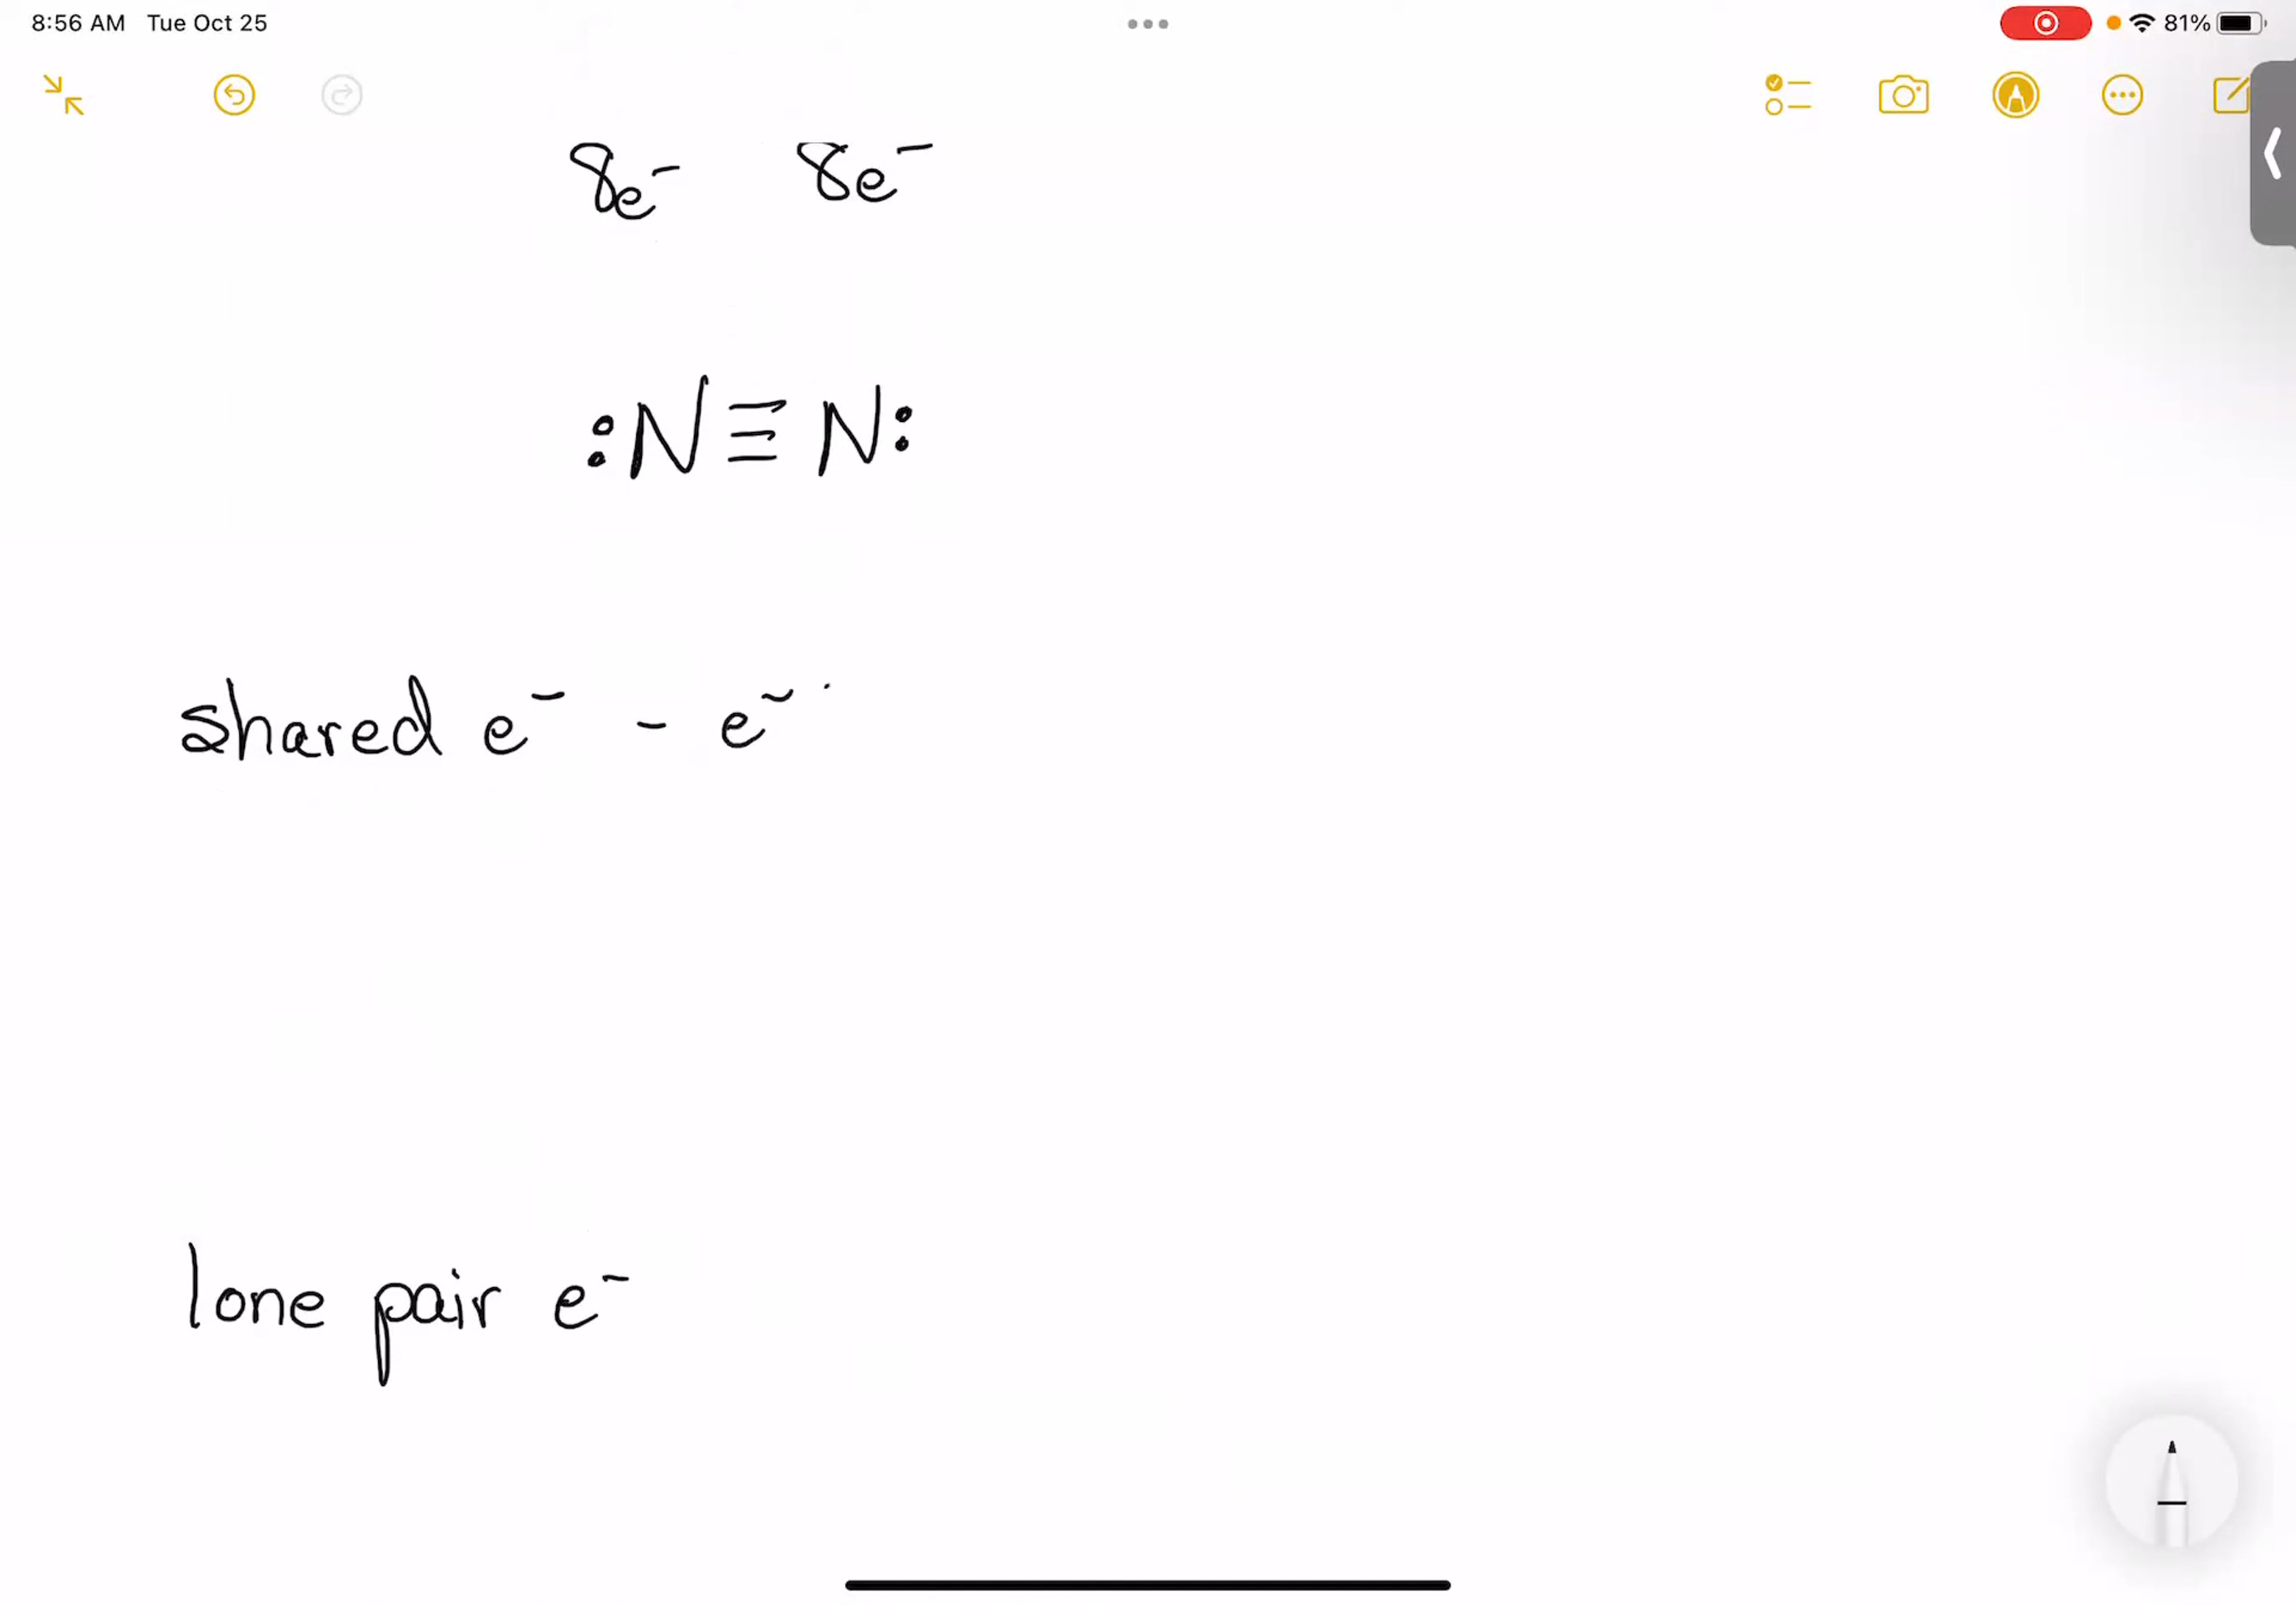 8:56 AM Tue Oct 25
81%
8e⁻ 8e⁻
:N≡N:
shared e⁻ - e⁻
lone pair e⁻